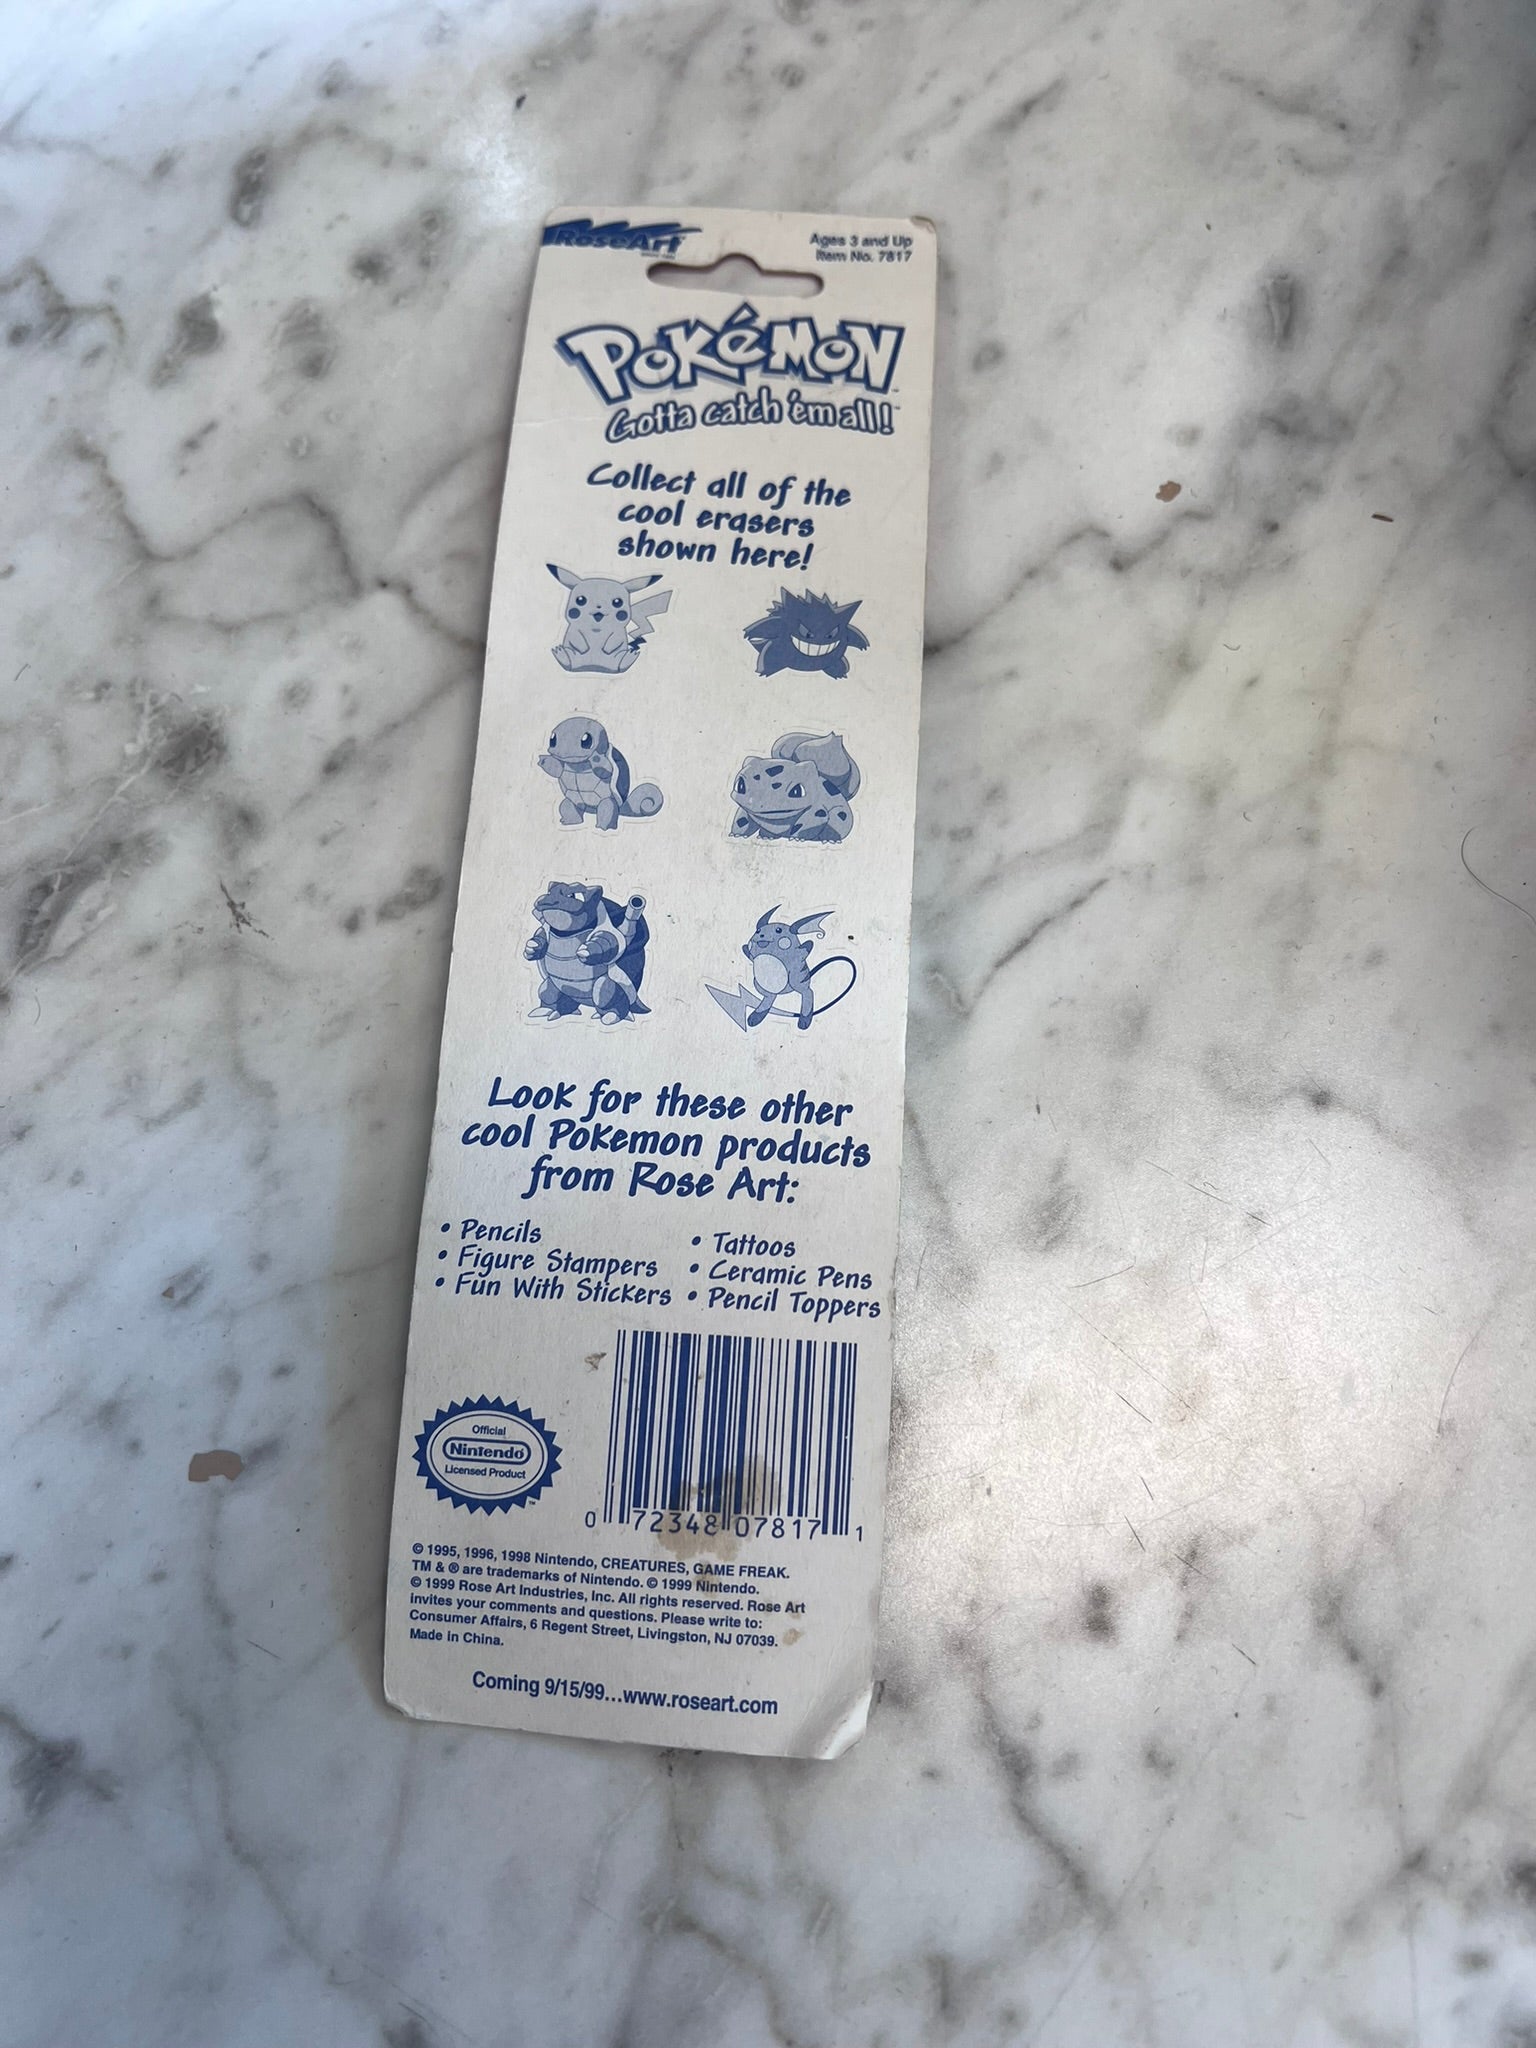 RoseArt
Ages 3 and Up
Item No. 7817
POKéMON
Gotta catch 'em all!™
Collect all of the
cool erasers
shown here!
Look for these other
cool Pokemon products
from Rose Art:
• Pencils
• Figure Stampers
• Fun With Stickers
• Tattoos
• Ceramic Pens
• Pencil Toppers
Official
Nintendo
Licensed Product
™
0 72348 07817 1
© 1995, 1996, 1998 Nintendo, CREATURES, GAME FREAK.
TM & ® are trademarks of Nintendo. © 1999 Nintendo.
© 1999 Rose Art Industries, Inc. All rights reserved. Rose Art
invites your comments and questions. Please write to:
Consumer Affairs, 6 Regent Street, Livingston, NJ 07039.
Made in China.
Coming 9/15/99...www.roseart.com